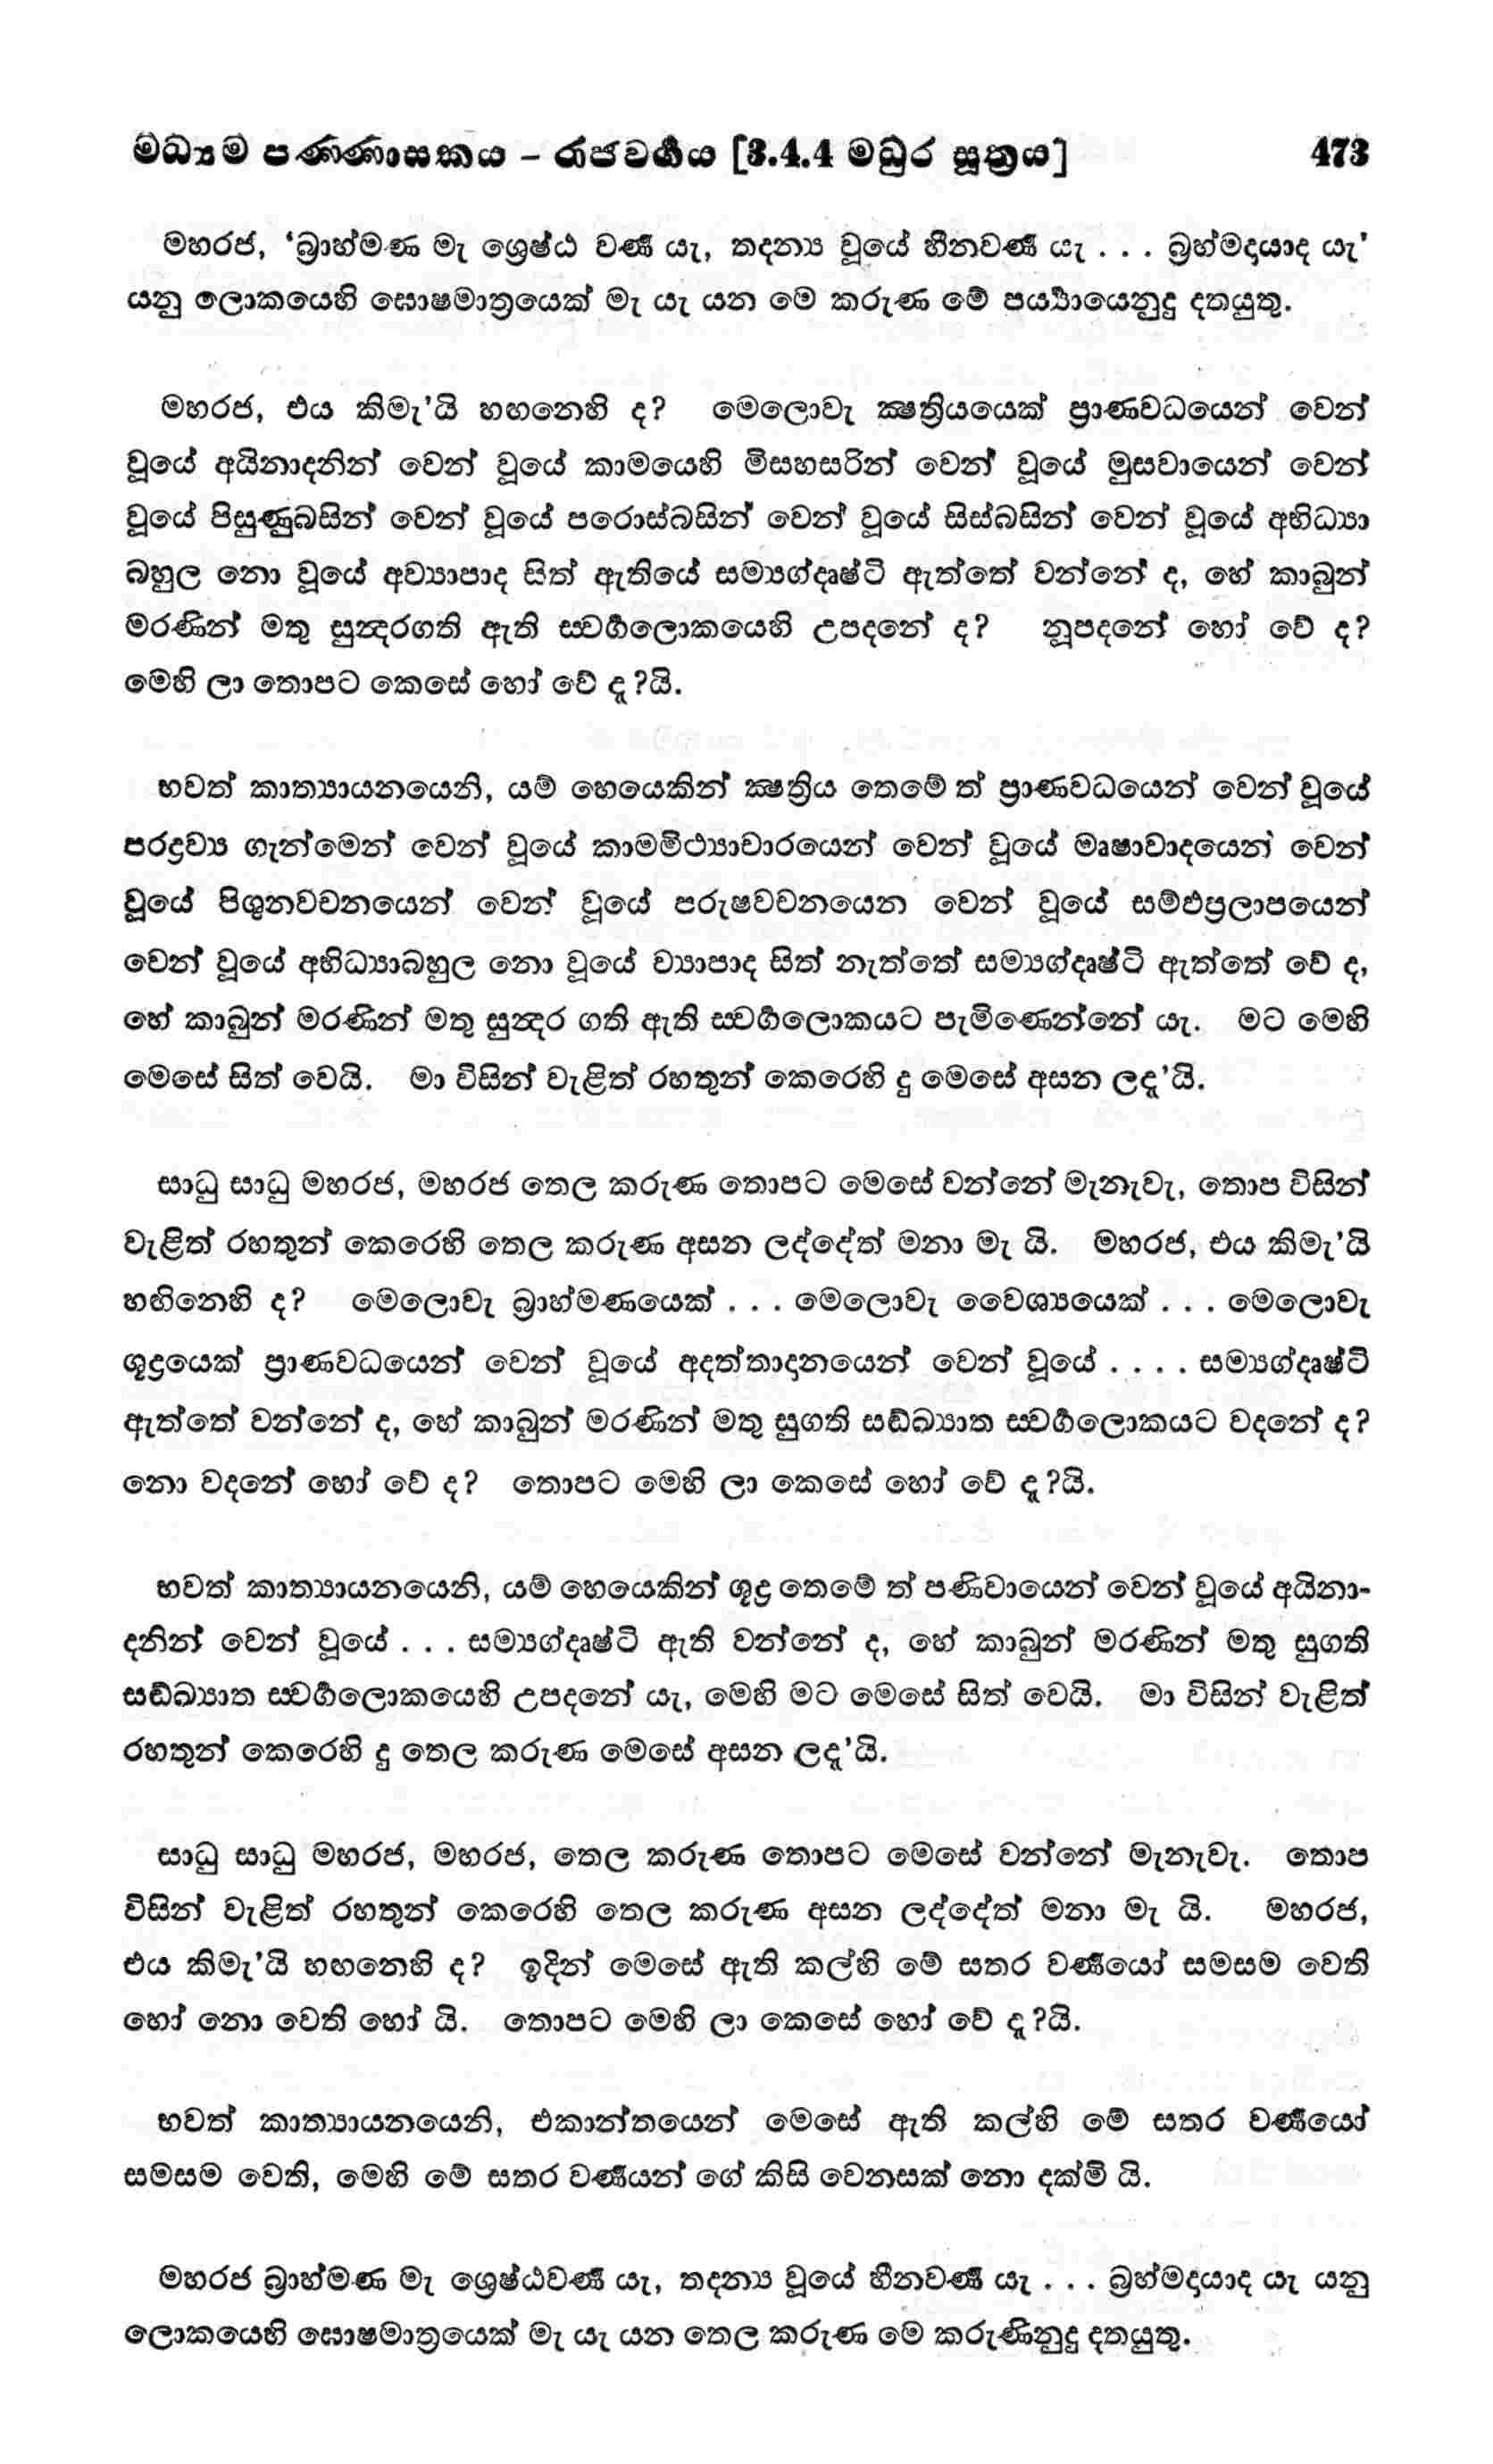 මධ්‍යම පණ්ණාසකය – රාජවර්‍ගය [3.4.4 මධුර සූත්‍රය] 473
මහරජ, ‘බ්‍රාහ්මණ මැ ශ්‍රෙෂ්ඨ වර්‍ණ යැ, තදන්‍ය වූයේ හීනවර්‍ණ යැ . . . බ්‍රහ්මදායාද යැ’
යනු ලොකයෙහි ඝොෂමාත්‍රයෙක් මැ යැ යන මෙ කරුණ මේ පර්‍ය්‍යායෙනුදු දතයුතු.
මහරජ, එය කිමැ’යි හඟනෙහි ද? මෙලොවැ ක්‍ෂත්‍රියයෙක් ප්‍රාණවධයෙන් වෙන්
වූයේ අයිනාදනින් වෙන් වූයේ කාමයෙහි මිසහසරින් වෙන් වූයේ මුසවායෙන් වෙන්
වූයේ පිසුණුබසින් වෙන් වූයේ පරොස්බසින් වෙන් වූයේ සිස්බසින් වෙන් වූයේ අභිධ්‍යා
බහුල නො වූයේ අව්‍යාපාද සිත් ඇතියේ සම්‍යග්දෘෂ්ටි ඇත්තේ වන්නේ ද, හේ කාබුන්
මරණින් මතු සුන්‍දරගති ඇති ස්‍වර්‍ගලොකයෙහි උපදනේ ද? නූපදනේ හෝ වේ ද?
මෙහි ලා තොපට කෙසේ හෝ වේ දැ?යි.
භවත් කාත්‍යායනයෙනි, යම් හෙයෙකින් ක්‍ෂත්‍රිය තෙමේ ත් ප්‍රාණවධයෙන් වෙන් වූයේ
පරද්‍රව්‍ය ගැන්මෙන් වෙන් වූයේ කාමමිථ්‍යාචාරයෙන් වෙන් වූයේ මෘෂාවාදයෙන් වෙන්
වූයේ පිශුනවචනයෙන් වෙන් වූයේ පරුෂවචනයෙන වෙන් වූයේ සම්ඵප්‍රලාපයෙන්
වෙන් වූයේ අභිධ්‍යාබහුල නො වූයේ ව්‍යාපාද සිත් නැත්තේ සම්‍යග්දෘෂ්ටි ඇත්තේ වේ ද,
හේ කාබුන් මරණින් මතු සුන්‍දර ගති ඇති ස්‍වර්‍ගලොකයට පැමිණෙන්නේ යැ. මට මෙහි
මෙසේ සිත් වෙයි. මා විසින් වැළිත් රහතුන් කෙරෙහි දු මෙසේ අසන ලදැ’යි.
සාධු සාධු මහරජ, මහරජ තෙල කරුණ තොපට මෙසේ වන්නේ මැනැවැ, තොප විසින්
වැළිත් රහතුන් කෙරෙහි තෙල කරුණ අසන ලද්දේත් මනා මැ යි. මහරජ, එය කිමැ’යි
හඟිනෙහි ද? මෙලොවැ බ්‍රාහ්මණයෙක් . . . මෙලොවැ වෛශ්‍යයෙක් . . . මෙලොවැ
ශූද්‍රයෙක් ප්‍රාණවධයෙන් වෙන් වූයේ අදත්තාදානයෙන් වෙන් වූයේ . . . . සම්‍යග්දෘෂ්ටි
ඇත්තේ වන්නේ ද, හේ කාබුන් මරණින් මතු සුගති සඞ්ඛ්‍යාත ස්‍වර්‍ගලොකයට වදනේ ද?
නො වදනේ හෝ වේ ද? තොපට මෙහි ලා කෙසේ හෝ වේ දැ?යි.
භවත් කාත්‍යායනයෙනි, යම් හෙයෙකින් ශූද්‍ර තෙමේ ත් පණිවායෙන් වෙන් වූයේ අයිනා-
දනින් වෙන් වූයේ . . . සම්‍යග්දෘෂ්ටි ඇති වන්නේ ද, හේ කාබුන් මරණින් මතු සුගති
සඞ්ඛ්‍යාත ස්‍වර්‍ගලොකයෙහි උපදනේ යැ, මෙහි මට මෙසේ සිත් වෙයි. මා විසින් වැළිත්
රහතුන් කෙරෙහි දු තෙල කරුණ මෙසේ අසන ලදැ’යි.
සාධු සාධු මහරජ, මහරජ, තෙල කරුණ තොපට මෙසේ වන්නේ මැනැවැ. තොප
විසින් වැළිත් රහතුන් කෙරෙහි තෙල කරුණ අසන ලද්දේත් මනා මැ යි. මහරජ,
එය කිමැ’යි හඟනෙහි ද? ඉදින් මෙසේ ඇති කල්හි මේ සතර වර්‍ණයෝ සමසම වෙති
හෝ නො වෙති හෝ යි. තොපට මෙහි ලා කෙසේ හෝ වේ දැ?යි.
භවත් කාත්‍යායනයෙනි, එකාන්තයෙන් මෙසේ ඇති කල්හි මේ සතර වර්‍ණයෝ
සමසම වෙති, මෙහි මේ සතර වර්‍ණයන් ගේ කිසි වෙනසක් නො දක්මි යි.
මහරජ බ්‍රාහ්මණ මැ ශ්‍රෙෂ්ඨවර්‍ණ යැ, තදන්‍ය වූයේ හීනවර්‍ණ යැ . . . බ්‍රහ්මදායාද යැ යනු
ලොකයෙහි ඝොෂමාත්‍රයෙක් මැ යැ යන තෙල කරුණ මෙ කරුණිනුදු දතයුතු.